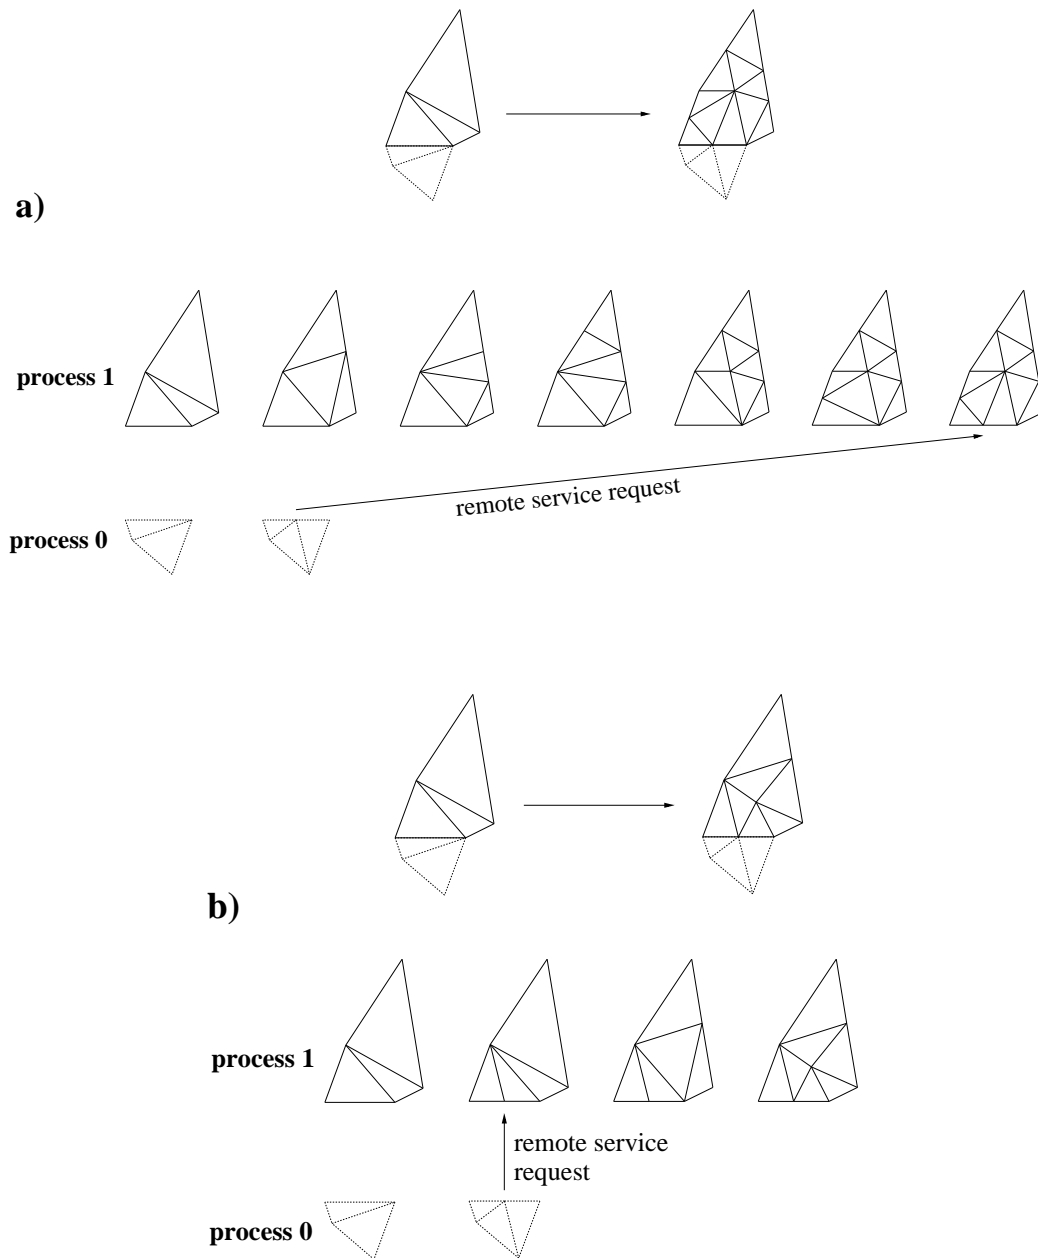 a)
process 1
remote service request
process 0
b)
process 1
remote service
request
process 0